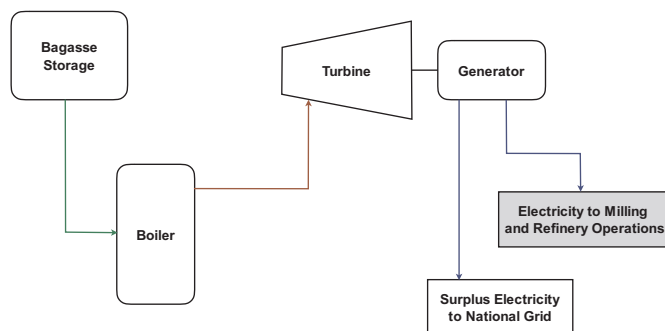 Bagasse
Storage
Turbine
Generator
Boiler
Electricity to Milling
and Refinery Operations
Surplus Electricity
to National Grid